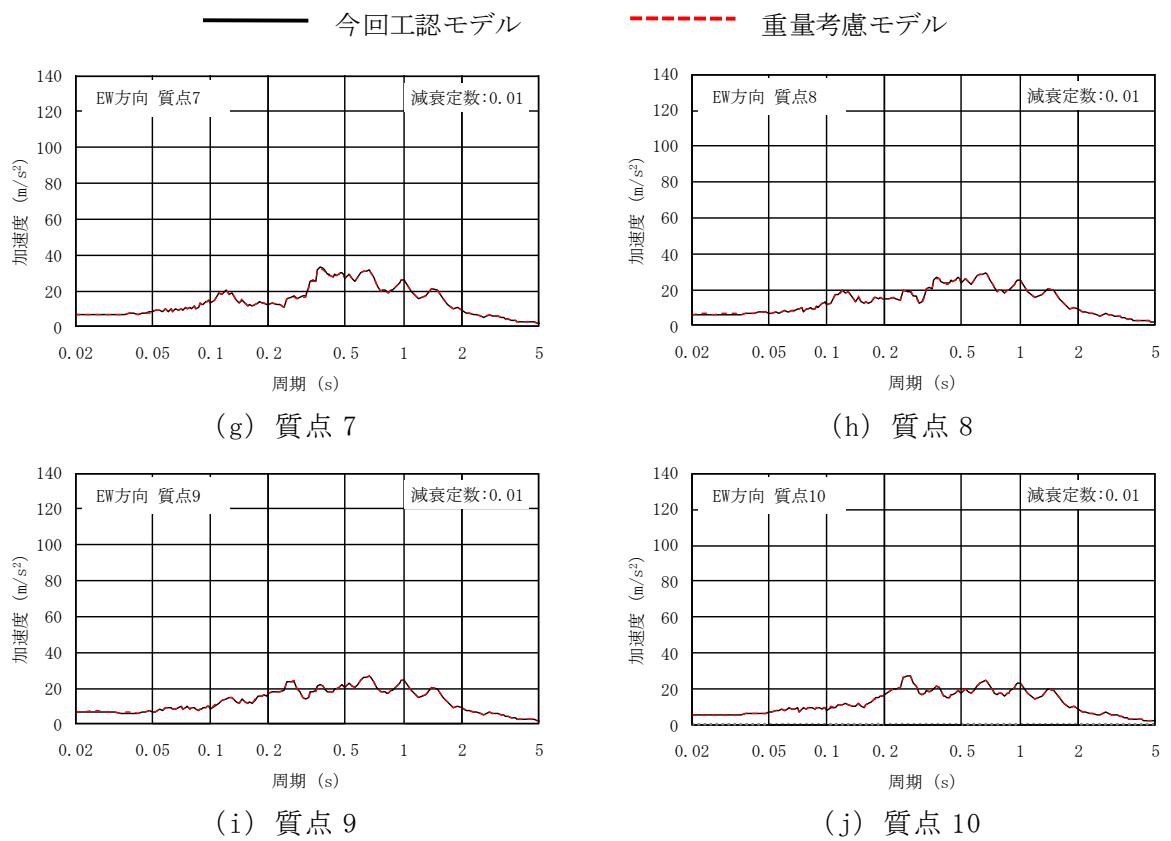 今回工認モデル 重量考慮モデル
EW方向 質点7 減衰定数:0.01
140
120
100
80
60
40
20
0
加速度 (m/s²)
0.02 0.05 0.1 0.2 0.5 1 2 5
周期 (s)
(g) 質点 7
EW方向 質点8 減衰定数:0.01
140
120
100
80
60
40
20
0
加速度 (m/s²)
0.02 0.05 0.1 0.2 0.5 1 2 5
周期 (s)
(h) 質点 8
EW方向 質点9 減衰定数:0.01
140
120
100
80
60
40
20
0
加速度 (m/s²)
0.02 0.05 0.1 0.2 0.5 1 2 5
周期 (s)
(i) 質点 9
EW方向 質点10 減衰定数:0.01
140
120
100
80
60
40
20
0
加速度 (m/s²)
0.02 0.05 0.1 0.2 0.5 1 2 5
周期 (s)
(j) 質点 10